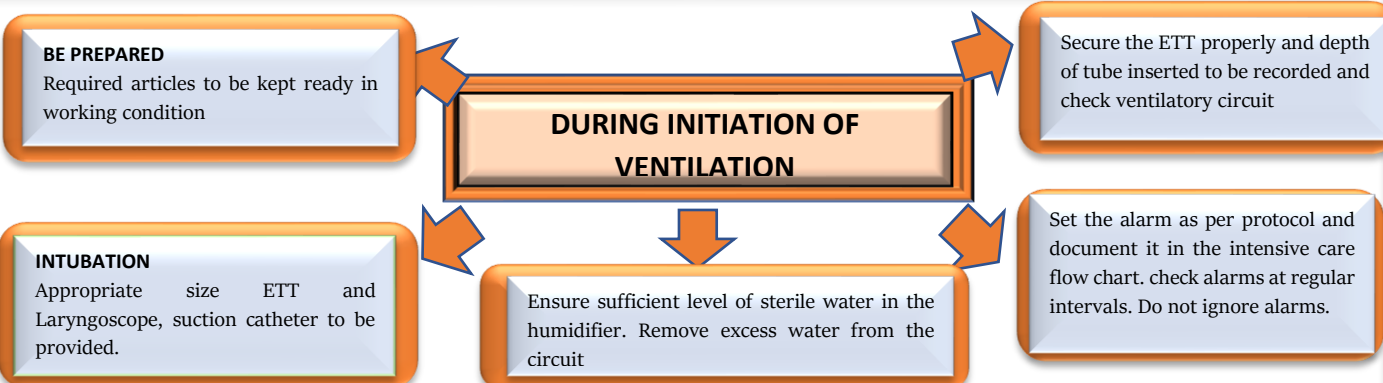 BE PREPARED
Required articles to be kept ready in
working condition
DURING INITIATION OF
VENTILATION
Secure the ETT properly and depth
of tube inserted to be recorded and
check ventilatory circuit
INTUBATION
Appropriate size ETT and
Laryngoscope, suction catheter to be
provided.
Ensure sufficient level of sterile water in the
humidifier. Remove excess water from the
circuit
Set the alarm as per protocol and
document it in the intensive care
flow chart. check alarms at regular
intervals. Do not ignore alarms.